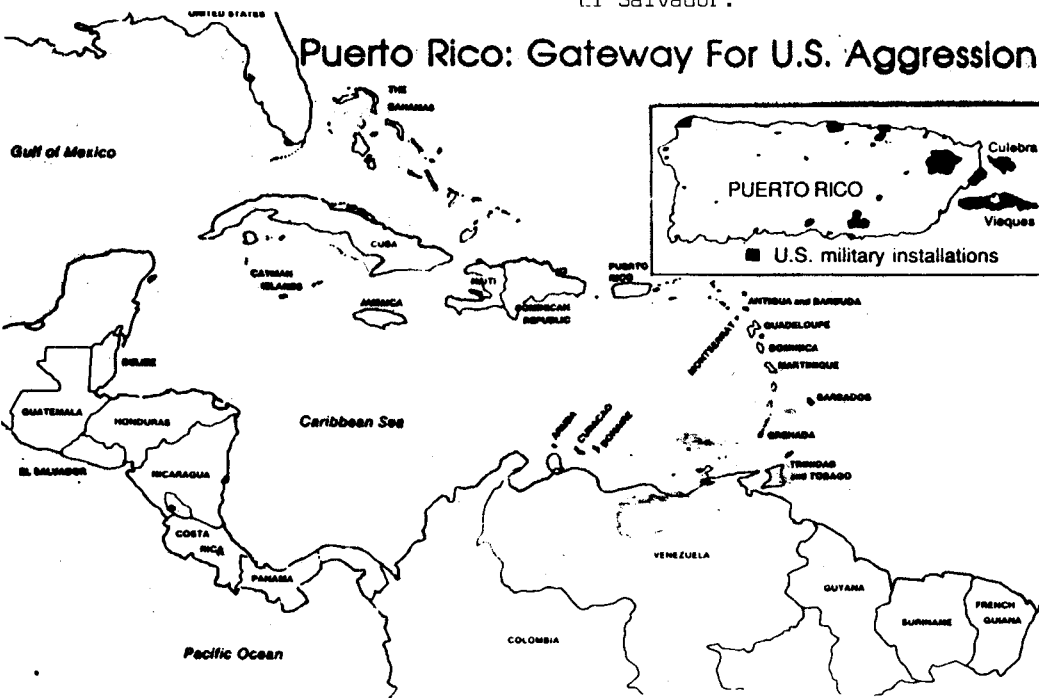 El Salvador.
UNITED STATES
Puerto Rico: Gateway For U.S. Aggression
THE
BAHAMAS
Gulf of Mexico
Culebra
PUERTO RICO
Vieques
U.S. military installations
CUBA
CAYMAN
ISLANDS
HAITI
PUERTO
RICO
JAMAICA
DOMINICAN
REPUBLIC
ANTIGUA and BARBUDA
GUADELOUPE
MONTSERRAT
DOMINICA
MARTINIQUE
BELIZE
BARBADOS
GUATEMALA
HONDURAS
Caribbean Sea
ARUBA
CURACAO
BONAIRE
GRENADA
EL SALVADOR
NICARAGUA
TRINIDAD
and TOBAGO
COSTA
RICA
VENEZUELA
PANAMA
GUYANA
FRENCH
GUIANA
SURINAME
COLOMBIA
Pacific Ocean